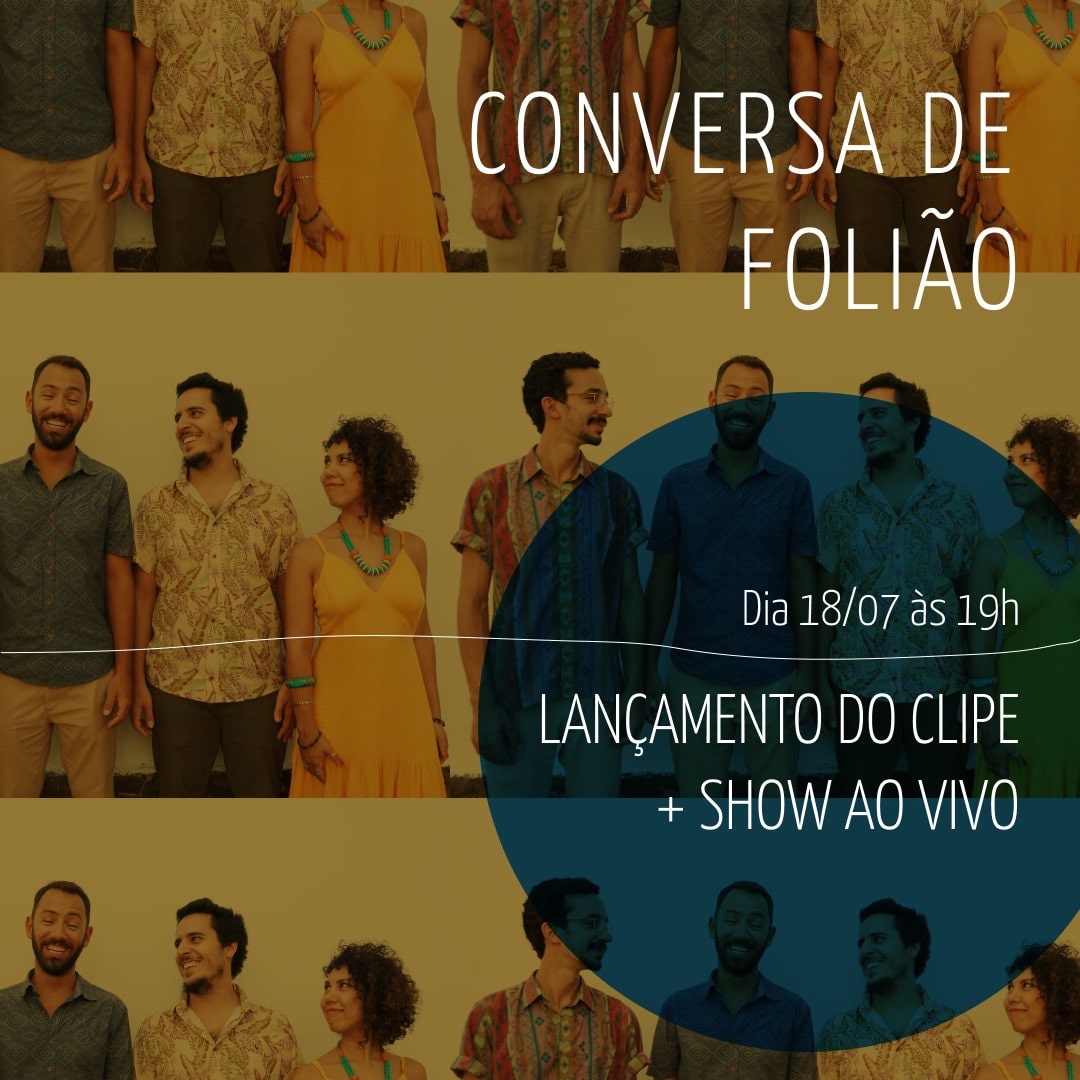 CONVERSA DE
FOLIÃO
Dia 18/07 às 19h
LANÇAMENTO DO CLIPE
+ SHOW AO VIVO